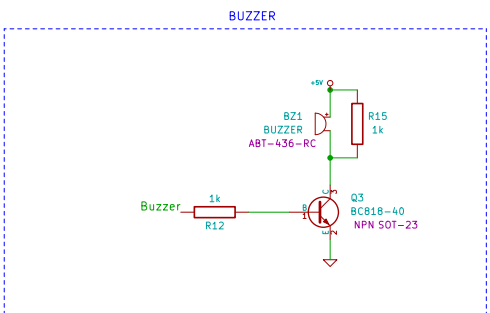 BUZZER
+5V
+
BZ1
BUZZER
ABT-436-RC
R15
1k
Buzzer
1k
R12
B
1
C
3
E
2
Q3
BC818-40
NPN SOT-23